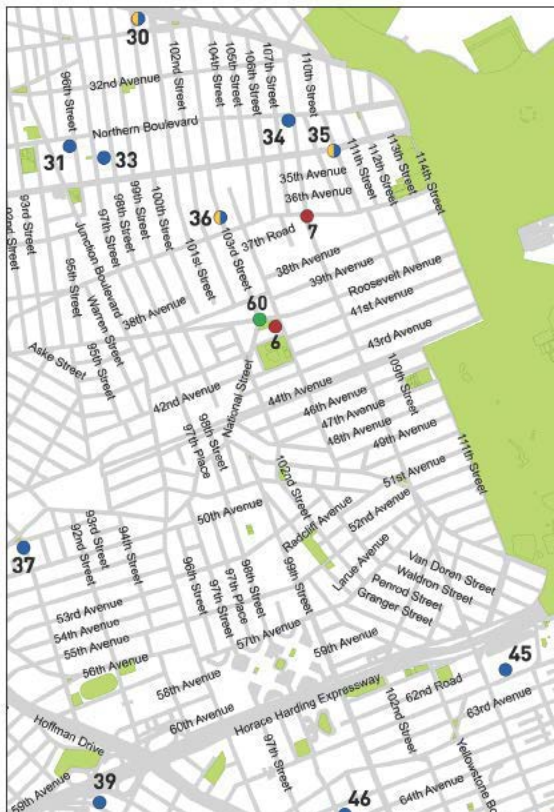 30
102nd Street
104th Street
105th Street
106th Street
107th Street
110th Street
32nd Avenue
96th Street
Northern Boulevard
34
35
31
33
111th Street
112th Street
113th Street
114th Street
35th Avenue
36th Avenue
93rd Street
92nd Street
97th Street
98th Street
99th Street
100th Street
36
7
37th Road
103rd Street
101st Street
Junction Boulevard
38th Avenue
39th Avenue
Roosevelt Avenue
41st Avenue
95th Street
Warren Street
38th Avenue
60
6
43rd Avenue
Aske Street
95th Street
42nd Avenue
National Street
44th Avenue
46th Avenue
47th Avenue
48th Avenue
109th Street
49th Avenue
98th Street
97th Place
51st Avenue
111th Street
102nd Street
50th Avenue
Radcliff Avenue
52nd Avenue
93rd Street
92nd Street
94th Street
37
Larue Avenue
Van Doren Street
Waldron Street
Penrod Street
Granger Street
96th Street
97th Street
97th Place
98th Street
99th Street
53rd Avenue
54th Avenue
55th Avenue
56th Avenue
57th Avenue
59th Avenue
45
58th Avenue
60th Avenue
Horace Harding Expressway
62nd Road
63rd Avenue
102nd Street
Hoffman Drive
97th Street
Yellowstone
59th Avenue
39
46
64th Avenue